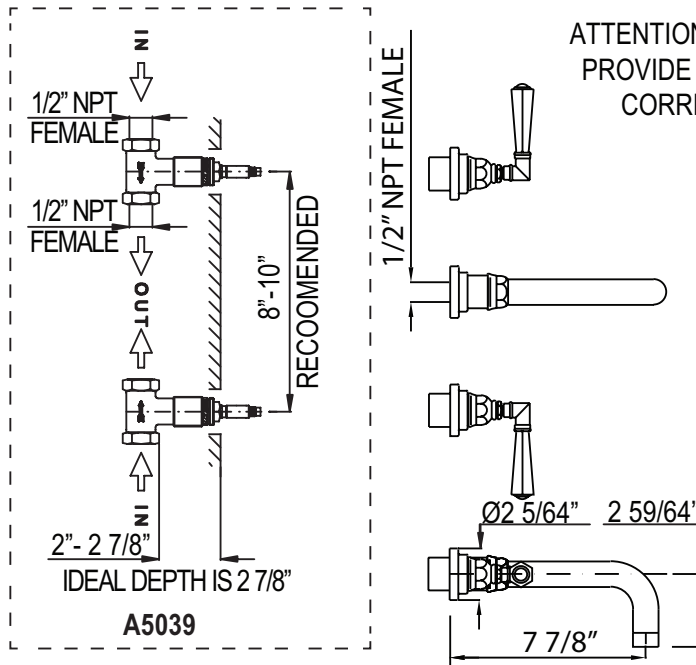 IN
1/2" NPT
FEMALE
1/2" NPT
FEMALE
OUT
IN
8"-10"
RECOOMENDED
2"- 2 7/8"
IDEAL DEPTH IS 2 7/8"
A5039
1/2" NPT FEMALE
ATTENTION
PROVIDE
CORR
Ø2 5/64"
2 59/64"
7 7/8"